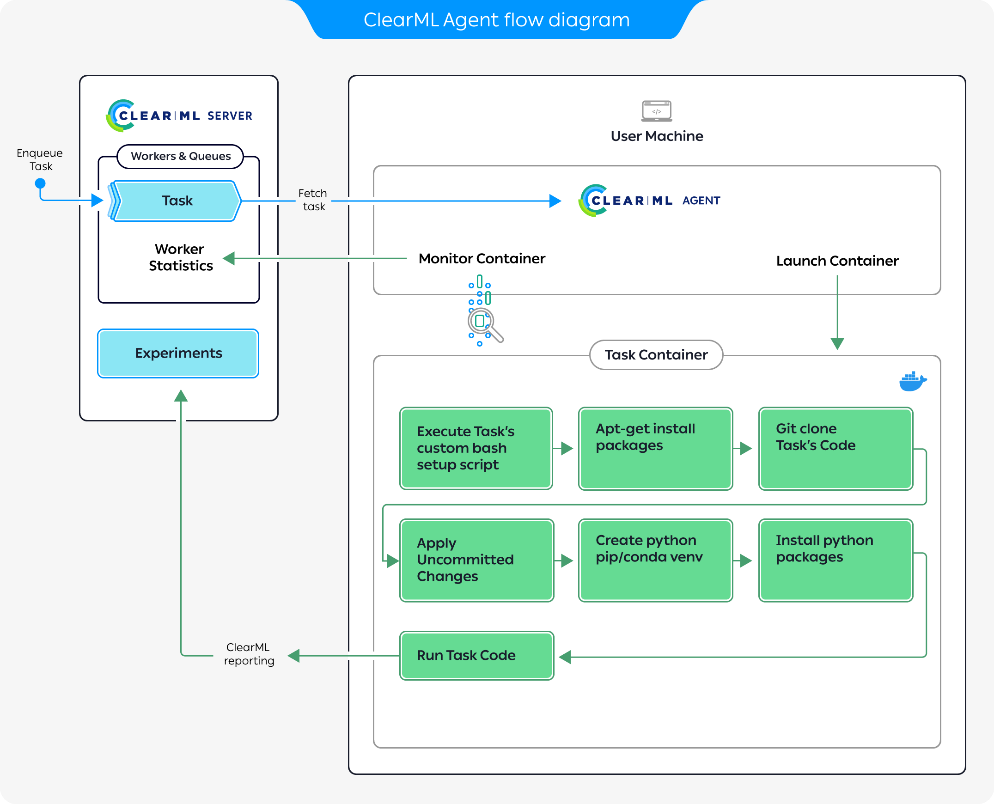 ClearML Agent flow diagram
CLEAR|ML SERVER
Enqueue
Task
Workers & Queues
Task
Worker
Statistics
Experiments
Fetch
task
</>
User Machine
CLEAR|ML AGENT
Monitor Container
Launch Container
Task Container
Execute Task's
custom bash
setup script
Apt-get install
packages
Git clone
Task's Code
Apply
Uncommitted
Changes
Create python
pip/conda venv
Install python
packages
Run Task Code
ClearML
reporting